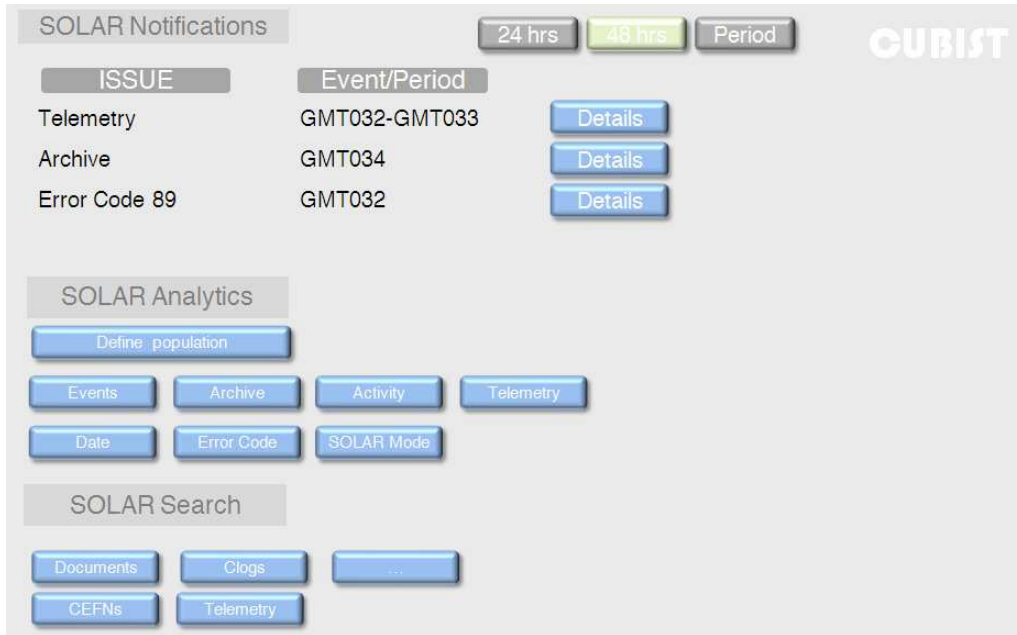 SOLAR Notifications
24 hrs 48 hrs Period
CUBIST
ISSUE Event/Period
Telemetry GMT032-GMT033 Details
Archive GMT034 Details
Error Code 89 GMT032 Details
SOLAR Analytics
Define population
Events Archive Activity Telemetry
Date Error Code SOLAR Mode
SOLAR Search
Documents Clogs ...
CEFNs Telemetry